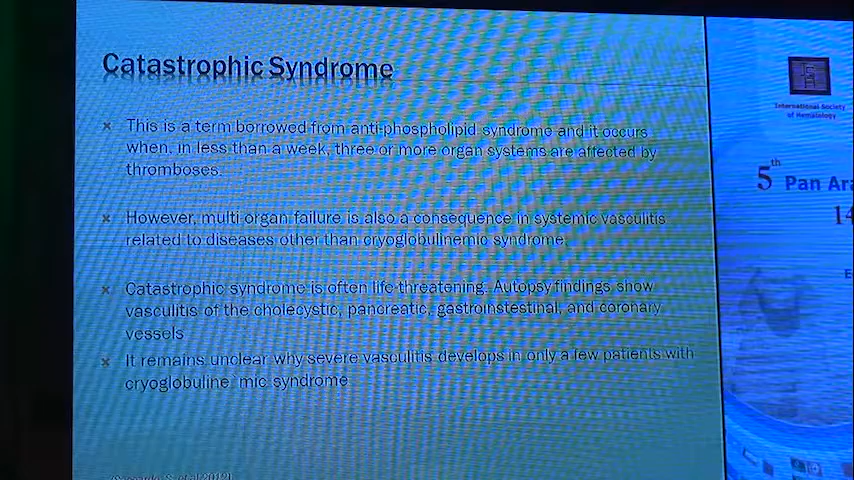 Catastrophic Syndrome
This is a term borrowed from anti-phospholipid syndrome and it occurs
when, in less than a week, three or more organ systems are affected by
thromboses.
However, multi organ failure is also a consequence in systemic vasculitis
related to diseases other than cryoglobulinemic syndrome.
Catastrophic syndrome is often life-threatening. Autopsy findings show
vasculitis of the cholecystic, pancreatic, gastroinstestinal, and coronary
vessels
It remains unclear why severe vasculitis develops in only a few patients with
cryoglobuline mic syndrome
International Society
of Hematology
5th Pan Ara
14